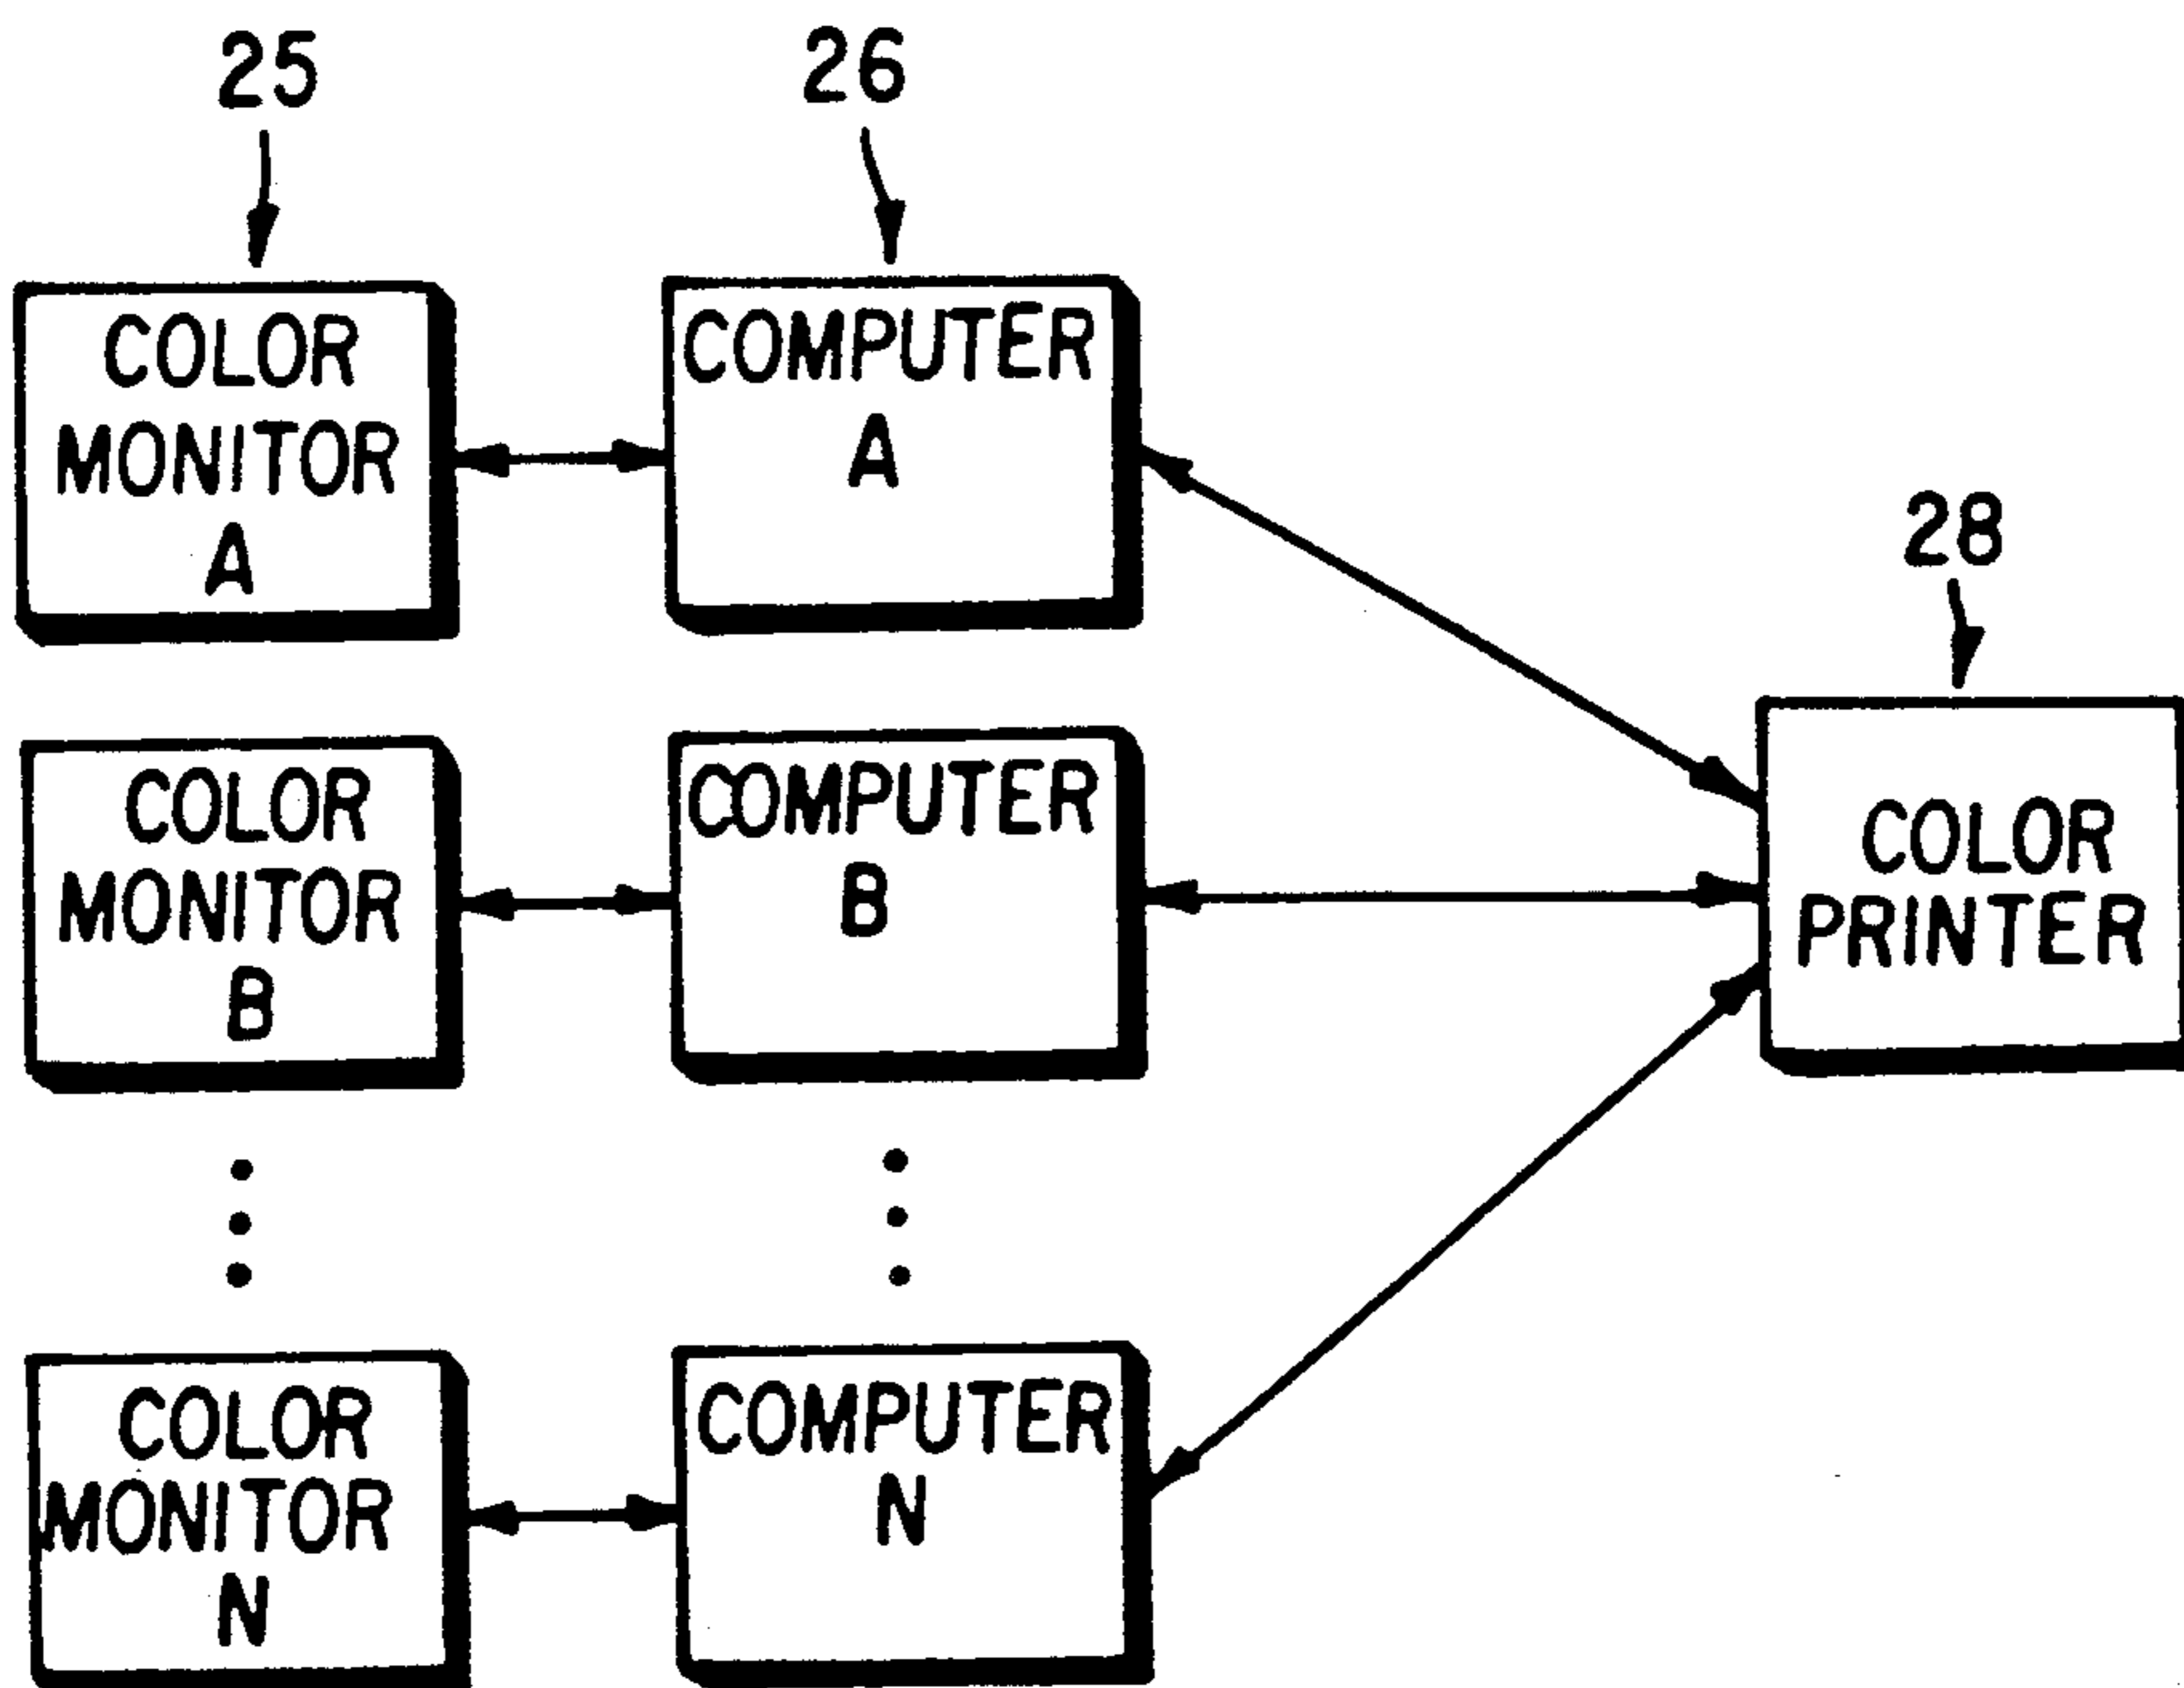 25
26
COLOR
MONITOR
A
COMPUTER
A
28
COLOR
MONITOR
B
COMPUTER
B
COLOR
PRINTER
COLOR
MONITOR
N
COMPUTER
N